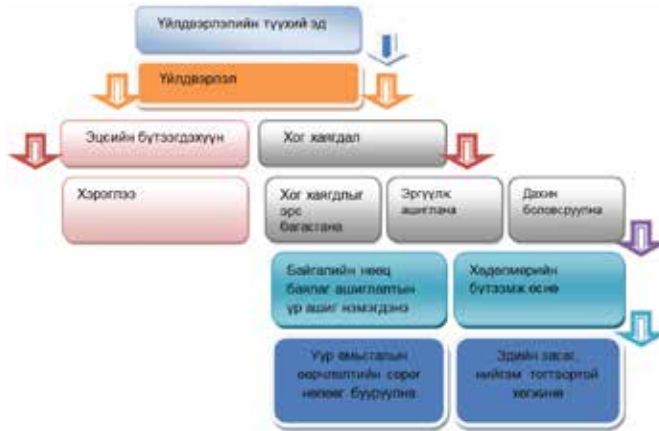 Үйлдвэрлэлийн түүхий эд
Үйлдвэрлэл
Эцсийн бүтээгдэхүүн
Хог хаягдал
Хэрэглээ
Хог хаягдлыг
эрс
багасгана
Эргүүлж
ашиглана
Дахин
боловсруулна
Байгалийн нөөц
баялаг ашиглалтын
үр ашиг нэмэгдэнэ
Хөдөлмөрийн
бүтээмж өснө
Уур амьсгалын
өөрчлөлтийн сөрөг
нөлөөг бууруулна
Эдийн засаг,
нийгэм тогтвортой
хөгжинө